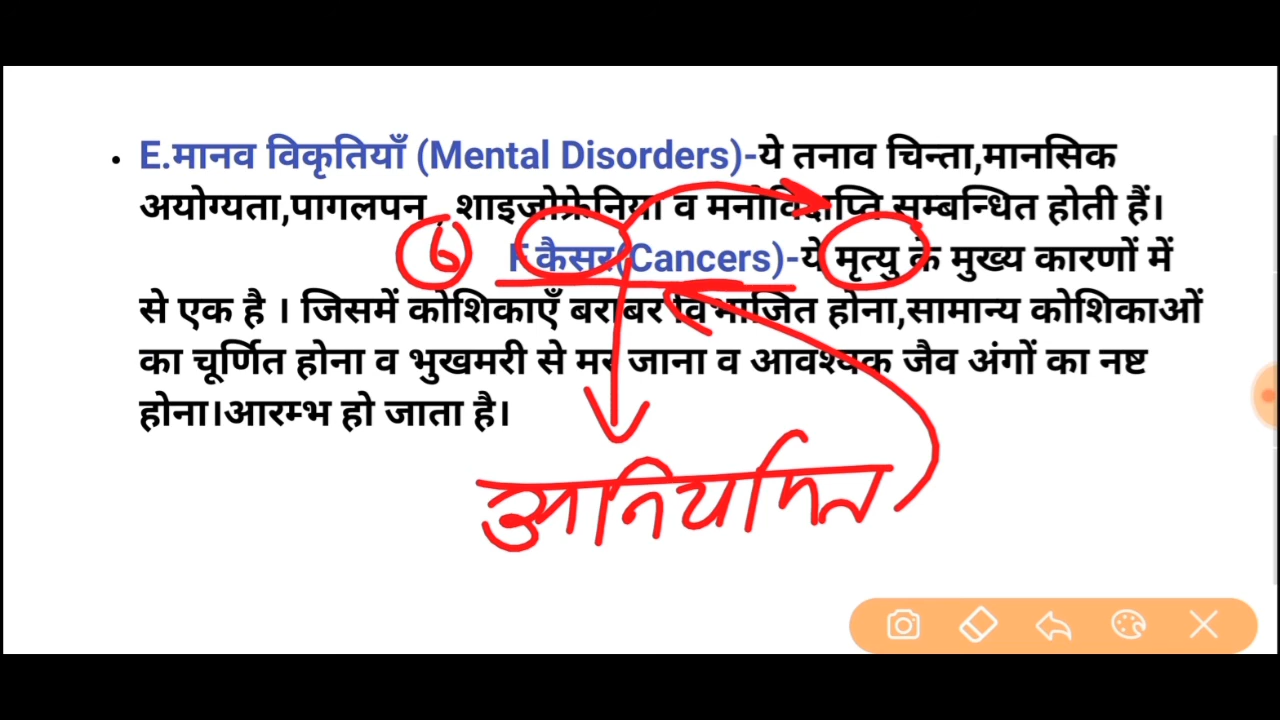 • E.मानव विकृतियाँ (Mental Disorders)-ये तनाव चिन्ता,मानसिक
अयोग्यता,पागलपन , शाइजोफ्रेनिया व मनोविक्षप्ति सम्बन्धित होती हैं।
6 F.कैसर(Cancers)-ये मृत्यु के मुख्य कारणों में
से एक है । जिसमें कोशिकाएँ बराबर विभाजित होना,सामान्य कोशिकाओं
का चूर्णित होना व भुखमरी से मर जाना व आवश्यक जैव अंगों का नष्ट
होना।आरम्भ हो जाता है।
अनियमित